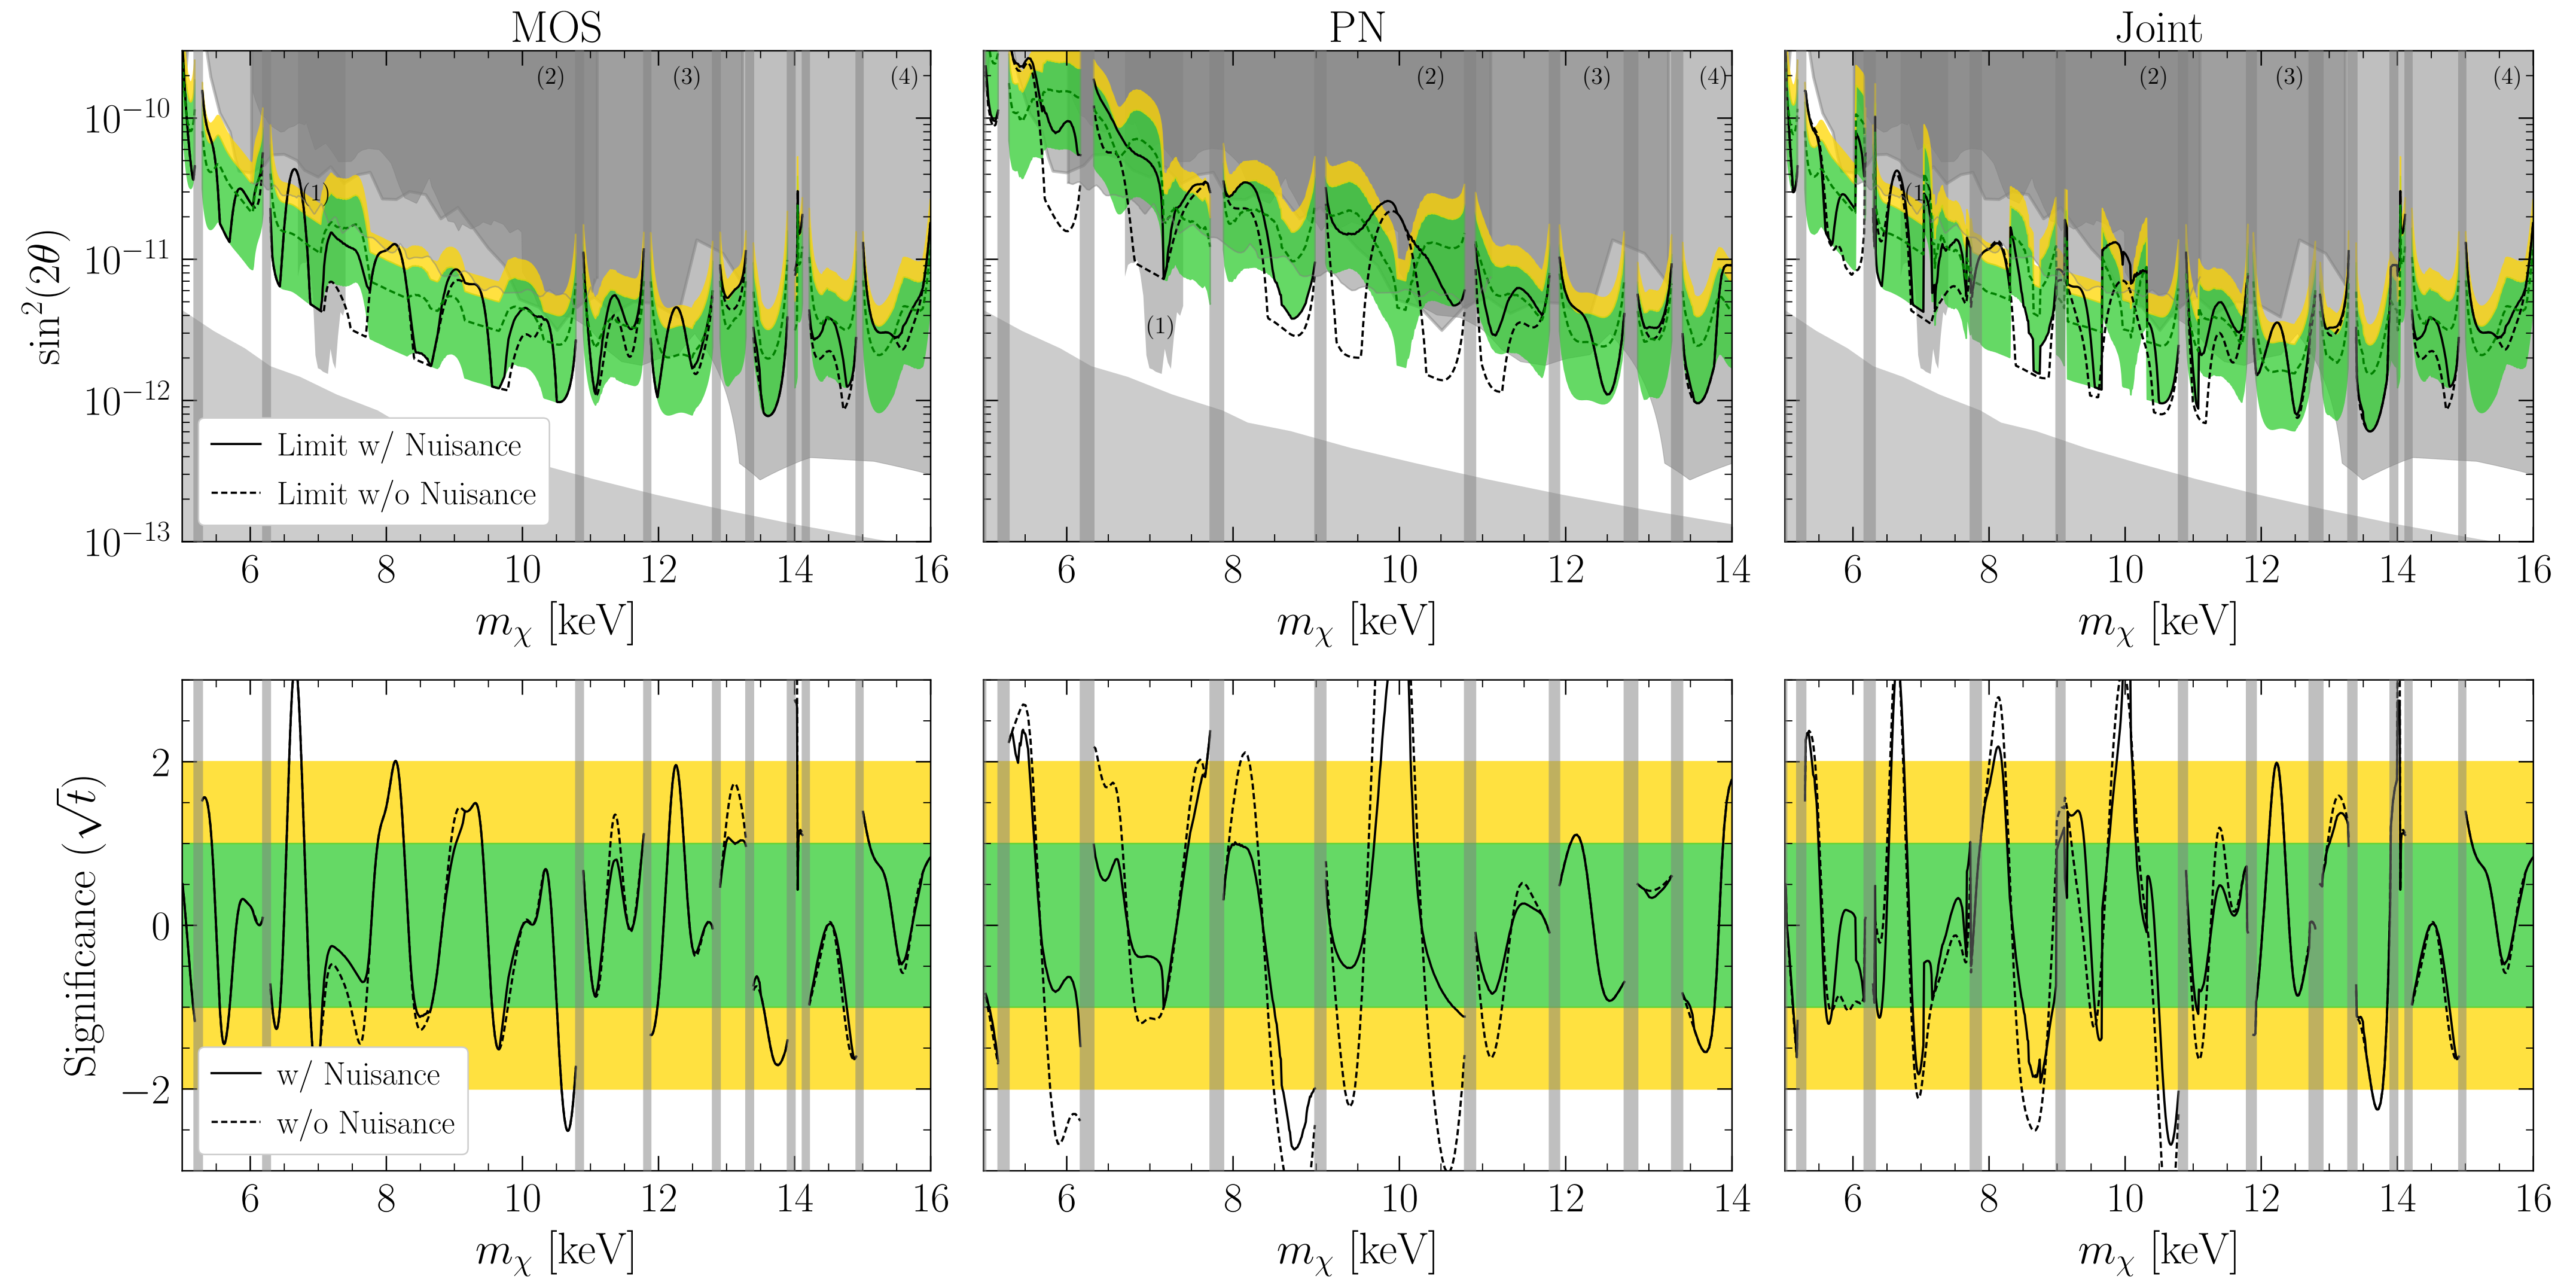 MOS
PN
Joint
sin²(2θ)
10⁻¹⁰
10⁻¹¹
10⁻¹²
10⁻¹³
(1)
(2)
(3)
(4)
Limit w/ Nuisance
Limit w/o Nuisance
6 8 10 12 14 16
m_χ [keV]
(1)
(2)
(3)
(4)
6 8 10 12 14
m_χ [keV]
(1)
(2)
(3)
(4)
6 8 10 12 14 16
m_χ [keV]
Significance (√t)
2
0
−2
w/ Nuisance
w/o Nuisance
6 8 10 12 14 16
m_χ [keV]
6 8 10 12 14
m_χ [keV]
6 8 10 12 14 16
m_χ [keV]